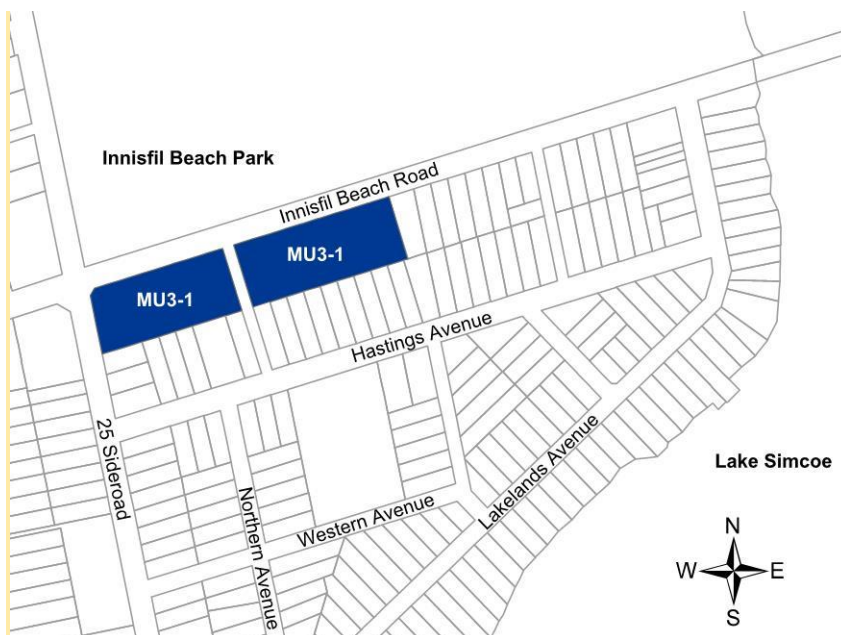 Innisfil Beach Park
Innisfil Beach Road
MU3-1
MU3-1
Hastings Avenue
25 Sideroad
Northern Avenue
Western Avenue
Lakelands Avenue
Lake Simcoe
N
W E
S